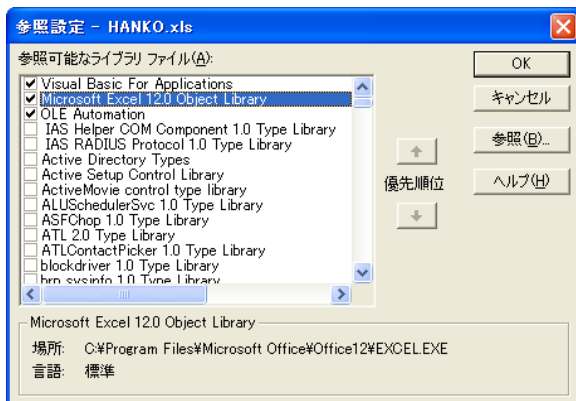 参照設定 - HANKO.xls
参照可能なライブラリ ファイル(A):
Visual Basic For Applications
Microsoft Excel 12.0 Object Library
OLE Automation
IAS Helper COM Component 1.0 Type Library
IAS RADIUS Protocol 1.0 Type Library
Active Directory Types
Active Setup Control Library
ActiveMovie control type library
ALUSchedulerSvc 1.0 Type Library
ASFChop 1.0 Type Library
ATL 2.0 Type Library
ATLContactPicker 1.0 Type Library
blockdriver 1.0 Type Library
brp sysinfo 1.0 Type Library
優先順位
OK
キャンセル
参照(B)...
ヘルプ(H)
Microsoft Excel 12.0 Object Library
場所: C:¥Program Files¥Microsoft Office¥Office12¥EXCEL.EXE
言語: 標準